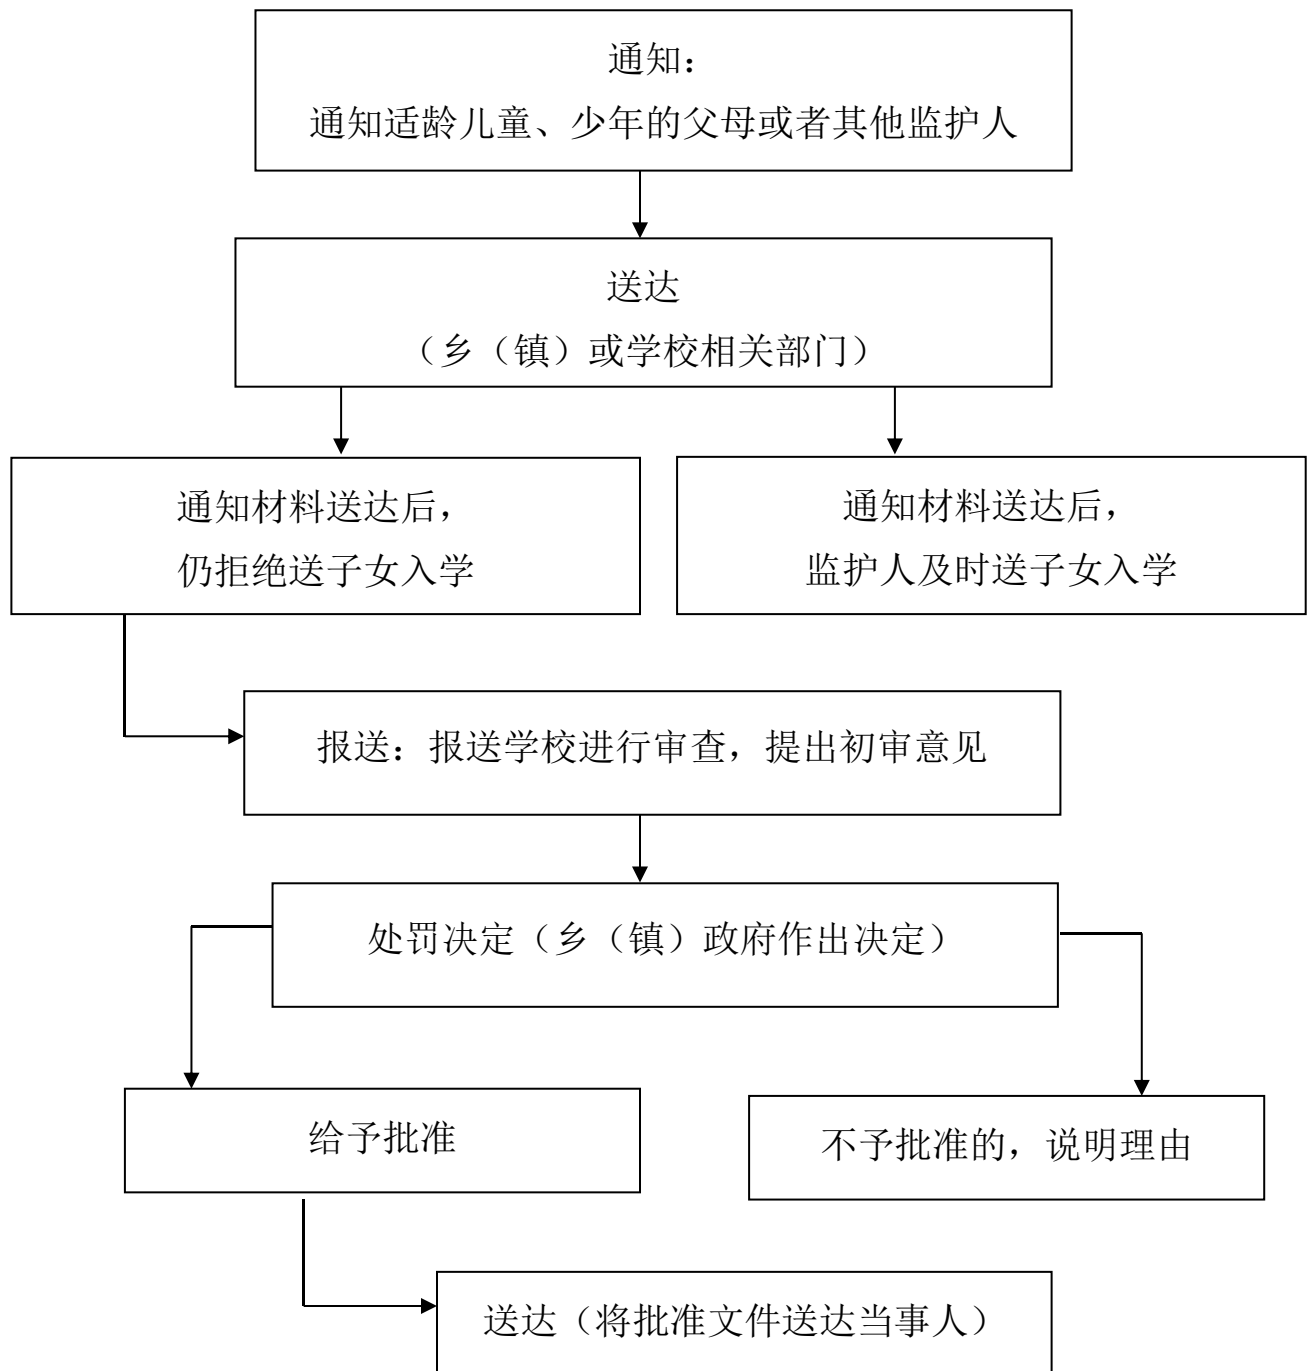 通知：
通知适龄儿童、少年的父母或者其他监护人
送达
（乡（镇）或学校相关部门）
通知材料送达后，
仍拒绝送子女入学
通知材料送达后，
监护人及时送子女入学
报送：报送学校进行审查，提出初审意见
处罚决定（乡（镇）政府作出决定）
给予批准
不予批准的，说明理由
送达（将批准文件送达当事人）